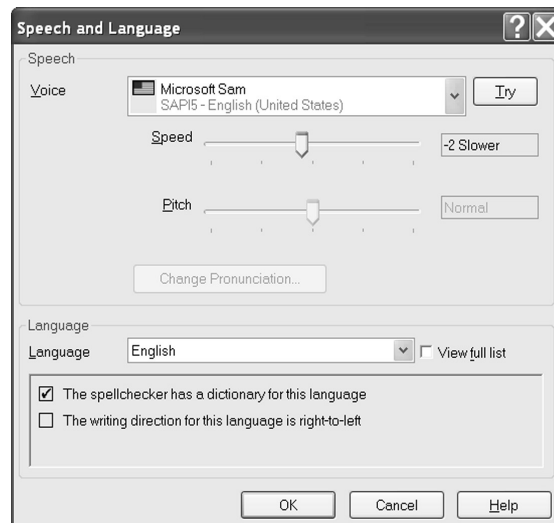 Speech and Language
Speech
Voice
Microsoft Sam
SAPI5 - English (United States)
Try
Speed
-2 Slower
Pitch
Normal
Change Pronunciation...
Language
Language
English
View full list
The spellchecker has a dictionary for this language
The writing direction for this language is right-to-left
OK Cancel Help